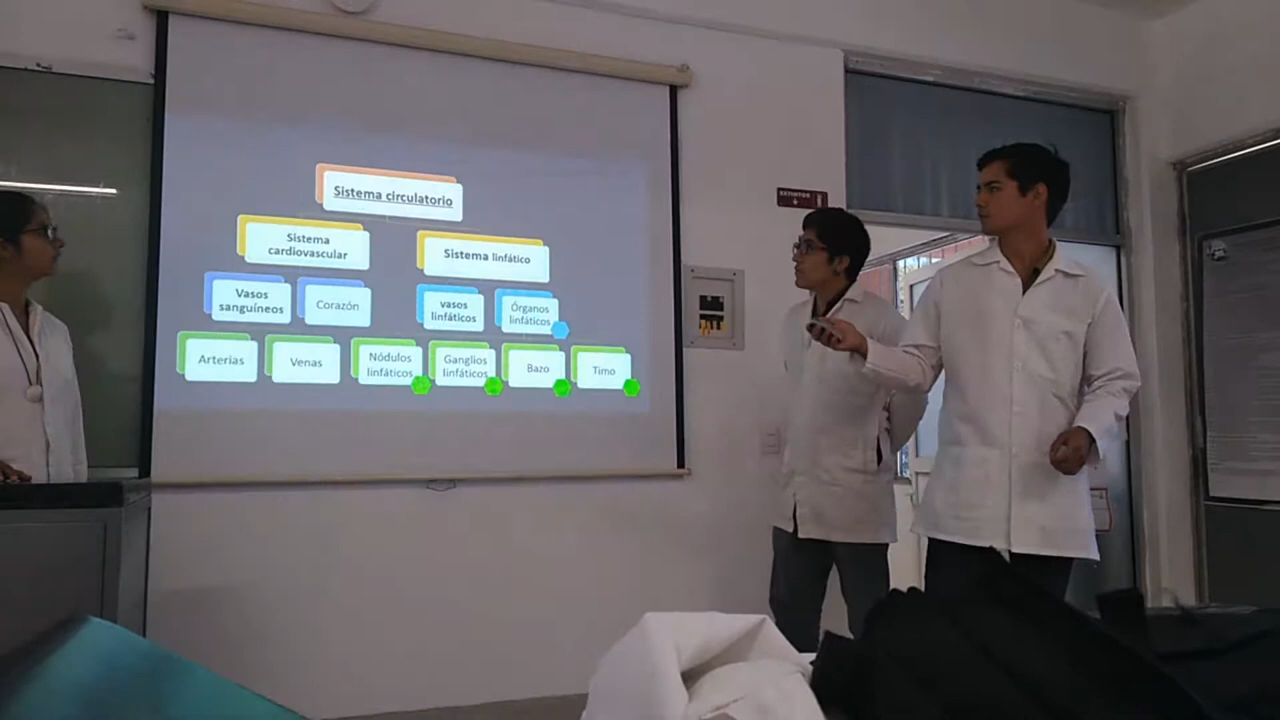 Sistema circulatorio
Sistema
cardiovascular
Sistema linfático
Vasos
sanguíneos
Corazón
vasos
linfáticos
Órganos
linfáticos
Arterias
Venas
Nódulos
linfáticos
Ganglios
linfáticos
Bazo
Timo
EXTINTOR